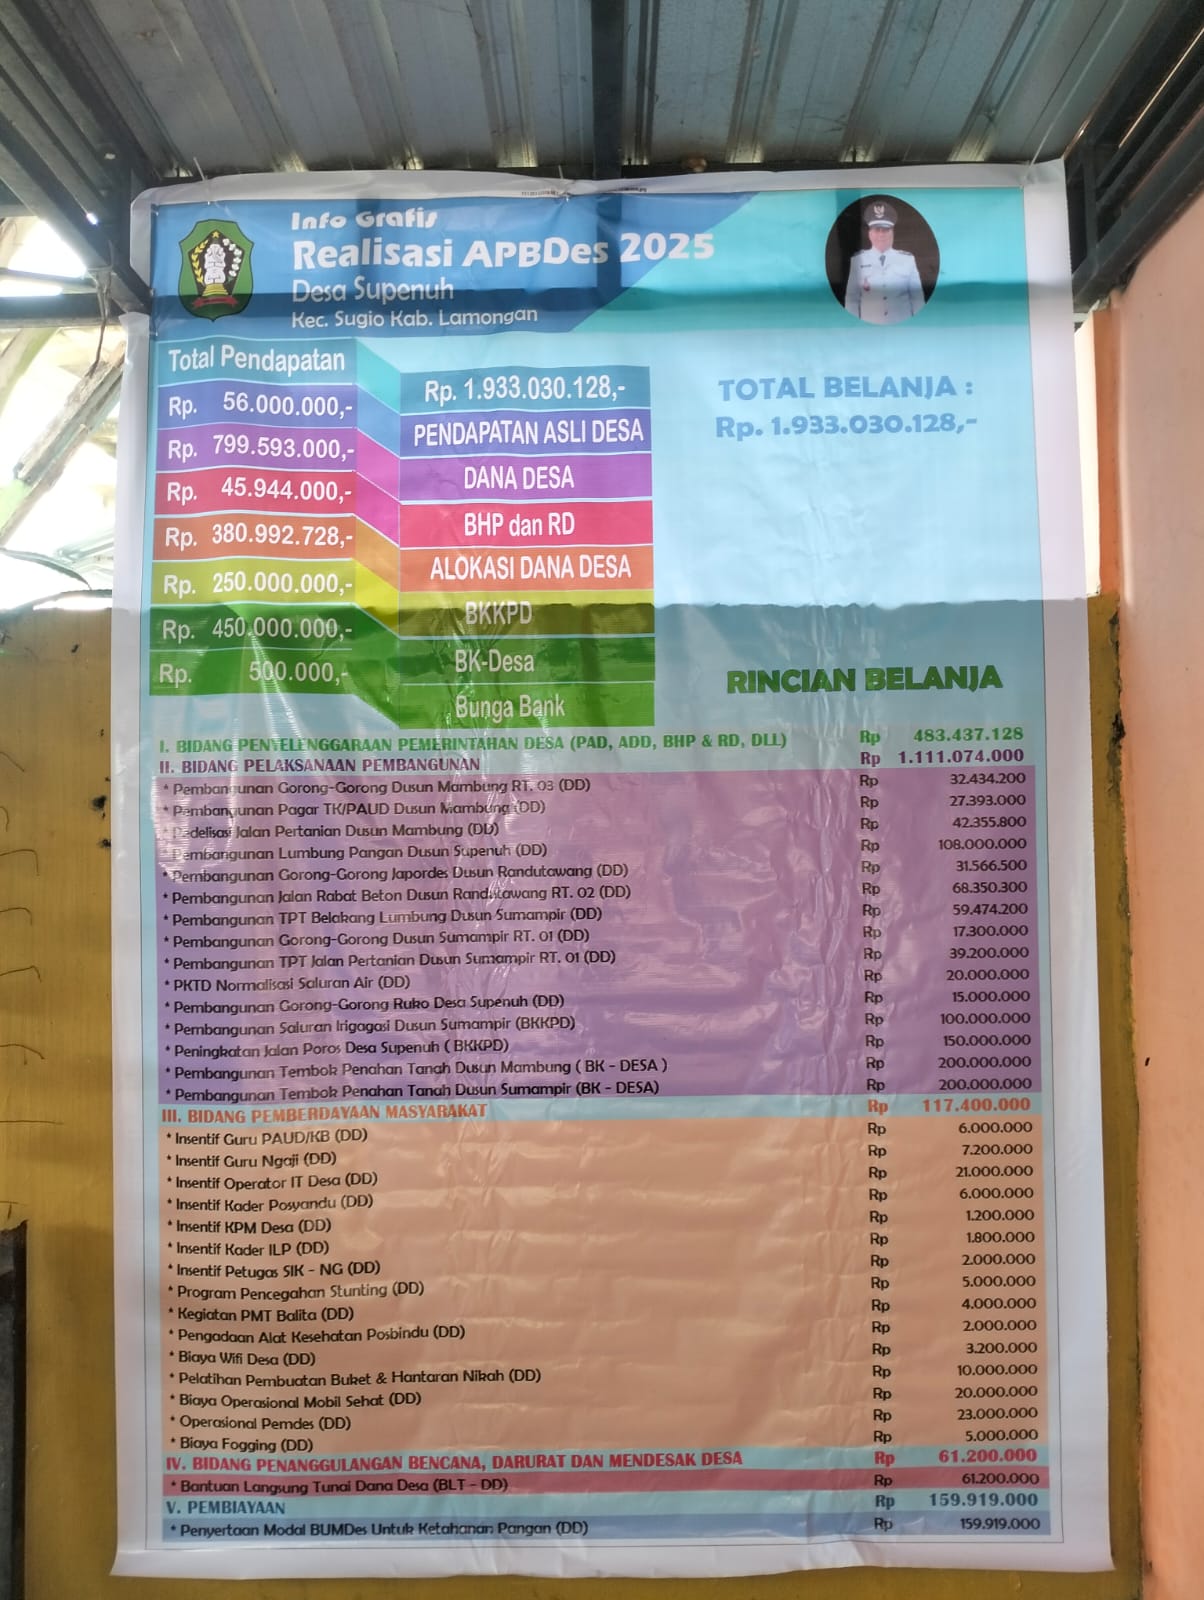 Info Grafis
Realisasi APBDes 2025
Desa Supenuh
Kec. Sugio Kab. Lamongan
Total Pendapatan Rp. 1.933.030.128,-
Rp. 56.000.000,- PENDAPATAN ASLI DESA
Rp. 799.593.000,- DANA DESA
Rp. 45.944.000,- BHP dan RD
Rp. 380.992.728,- ALOKASI DANA DESA
Rp. 250.000.000,- BKKPD
Rp. 450.000.000,- BK-Desa
Rp. 500.000,- Bunga Bank
TOTAL BELANJA :
Rp. 1.933.030.128,-
RINCIAN BELANJA
I. BIDANG PENYELENGGARAAN PEMERINTAHAN DESA (PAD, ADD, BHP & RD, DLL) Rp 483.437.128
II. BIDANG PELAKSANAAN PEMBANGUNAN Rp 1.111.074.000
* Pembangunan Gorong-Gorong Dusun Mambung RT. 03 (DD) Rp 32.434.200
* Pembangunan Pagar TK/PAUD Dusun Mambung (DD) Rp 27.393.000
* Pedelisasi Jalan Pertanian Dusun Mambung (DD) Rp 42.355.800
* Pembangunan Lumbung Pangan Dusun Supenuh (DD) Rp 108.000.000
* Pembangunan Gorong-Gorong Japordes Dusun Randutawang (DD) Rp 31.566.500
* Pembangunan Jalan Rabat Beton Dusun Randutawang RT. 02 (DD) Rp 68.350.300
* Pembangunan TPT Belakang Lumbung Dusun Sumampir (DD) Rp 59.474.200
* Pembangunan Gorong-Gorong Dusun Sumampir RT. 01 (DD) Rp 17.300.000
* Pembangunan TPT Jalan Pertanian Dusun Sumampir RT. 01 (DD) Rp 39.200.000
* PKTD Normalisasi Saluran Air (DD) Rp 20.000.000
* Pembangunan Gorong-Gorong Ruko Desa Supenuh (DD) Rp 15.000.000
* Pembangunan Saluran Irigagasi Dusun Sumampir (BKKPD) Rp 100.000.000
* Peningkatan Jalan Poros Desa Supenuh ( BKKPD) Rp 150.000.000
* Pembangunan Tembok Penahan Tanah Dusun Mambung ( BK - DESA ) Rp 200.000.000
* Pembangunan Tembok Penahan Tanah Dusun Sumampir (BK - DESA) Rp 200.000.000
III. BIDANG PEMBERDAYAAN MASYARAKAT Rp 117.400.000
* Insentif Guru PAUD/KB (DD) Rp 6.000.000
* Insentif Guru Ngaji (DD) Rp 7.200.000
* Insentif Operator IT Desa (DD) Rp 21.000.000
* Insentif Kader Posyandu (DD) Rp 6.000.000
* Insentif KPM Desa (DD) Rp 1.200.000
* Insentif Kader ILP (DD) Rp 1.800.000
* Insentif Petugas SIK - NG (DD) Rp 2.000.000
* Program Pencegahan Stunting (DD) Rp 5.000.000
* Kegiatan PMT Balita (DD) Rp 4.000.000
* Pengadaan Alat Kesehatan Posbindu (DD) Rp 2.000.000
* Biaya Wifi Desa (DD) Rp 3.200.000
* Pelatihan Pembuatan Buket & Hantaran Nikah (DD) Rp 10.000.000
* Biaya Operasional Mobil Sehat (DD) Rp 20.000.000
* Operasional Pemdes (DD) Rp 23.000.000
* Biaya Fogging (DD) Rp 5.000.000
IV. BIDANG PENANGGULANGAN BENCANA, DARURAT DAN MENDESAK DESA Rp 61.200.000
* Bantuan Langsung Tunai Dana Desa (BLT - DD) Rp 61.200.000
V. PEMBIAYAAN Rp 159.919.000
* Penyertaan Modal BUMDes Untuk Ketahanan Pangan (DD) Rp 159.919.000